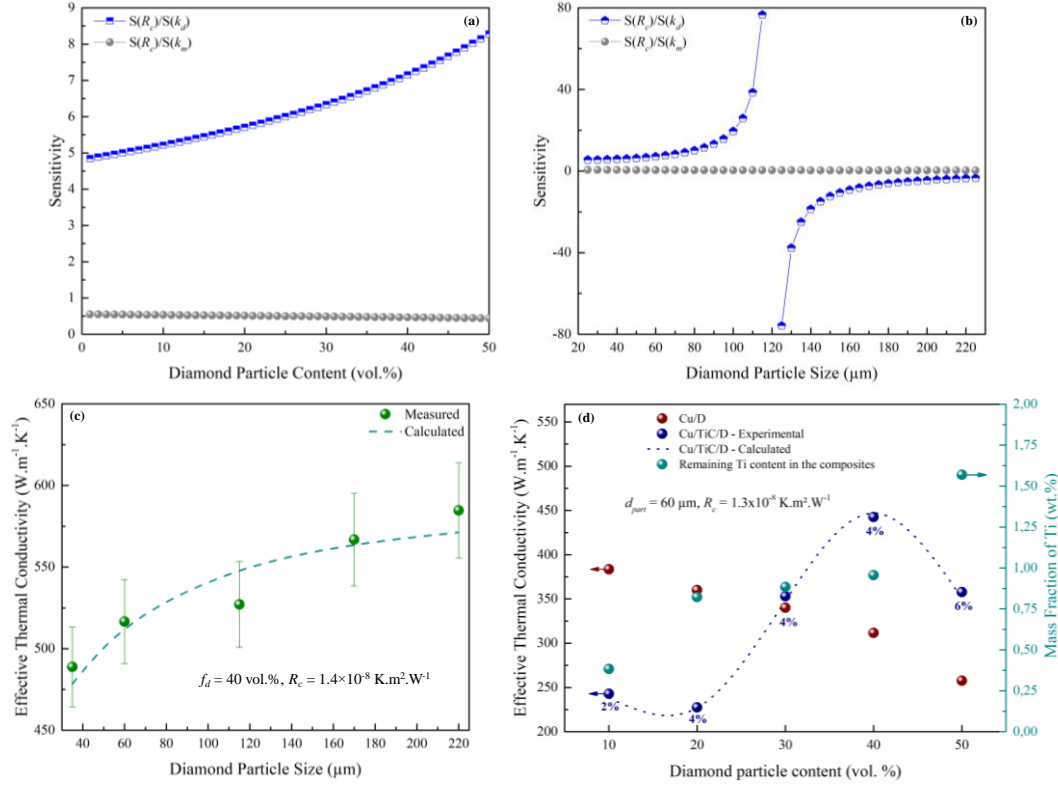 S(Rc)/S(kd)
S(Rc)/S(km)
(a)
9
8
7
6
5
4
3
2
1
0
Sensitivity
0 10 20 30 40 50
Diamond Particle Content (vol.%)
S(Rc)/S(kd)
S(Rc)/S(km)
(b)
80
40
0
-40
-80
Sensitivity
20 40 60 80 100 120 140 160 180 200 220
Diamond Particle Size (µm)
(c)
Measured
Calculated
650
600
550
500
450
Effective Thermal Conductivity (W.m⁻¹.K⁻¹)
fd = 40 vol.%, Rc = 1.4×10⁻⁸ K.m².W⁻¹
40 60 80 100 120 140 160 180 200 220
Diamond Particle Size (µm)
(d)
Cu/D
Cu/TiC/D - Experimental
Cu/TiC/D - Calculated
Remaining Ti content in the composites
dpart = 60 µm, Rc = 1.3x10⁻⁸ K.m².W⁻¹
550
500
450
400
350
300
250
200
Effective Thermal Conductivity (W.m⁻¹.K⁻¹)
2%
4%
4%
4%
6%
2,00
1,75
1,50
1,25
1,00
0,75
0,50
0,25
0,00
Mass Fraction of Ti (wt.%)
10 20 30 40 50
Diamond particle content (vol. %)